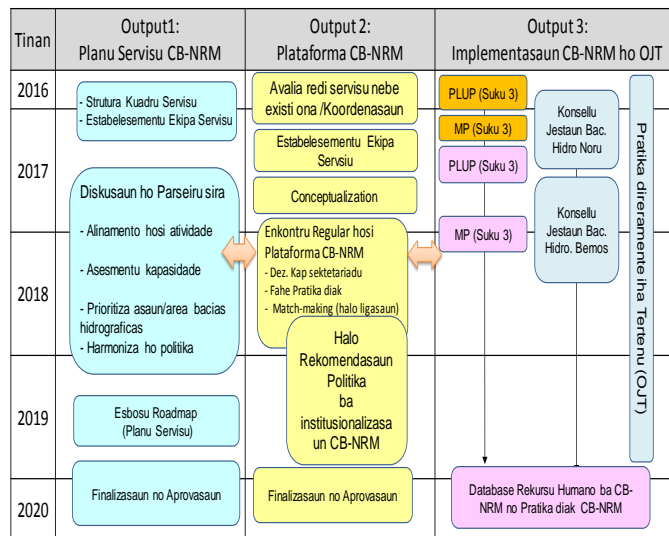 Tinan
Output1:
Planu Servisu CB-NRM
Output 2:
Plataforma CB-NRM
Output 3:
Implementasaun CB-NRM ho OJT
2016
2017
2018
2019
2020
- Strutura Kuadru Servisu
- Estabelesementu Ekipa Servisu
Diskusaun ho Parseiru sira
- Alinamento hosi atividade
- Asesmentu kapasidade
- Prioritiza asaun/area bacias
hidrograficas
- Harmoniza ho politika
Esbosu Roadmap
(Planu Servisu)
Finalizasaun no Aprovasaun
Avalia redi servisu nebe
existi ona /Koordenasaun
Estabelesementu Ekipa
Servsiu
Conceptualization
Enkontru Regular hosi
Plataforma CB-NRM
- Dez. Kap sektetariadu
- Fahe Pratika diak
- Match-making (halo ligasaun)
Halo
Rekomendasaun
Politika
ba
institusionalizasa
un CB-NRM
Finalizasaun no Aprovasaun
PLUP (Suku 3)
MP (Suku 3)
PLUP (Suku 3)
MP (Suku 3)
Konsellu
Jestaun Bac.
Hidro Noru
Konsellu
Jestaun Bac.
Hidro. Bemos
Pratika direramente iha Tertenu (OJT)
Database Rekursu Humano ba CB-
NRM no Pratika diak CB-NRM